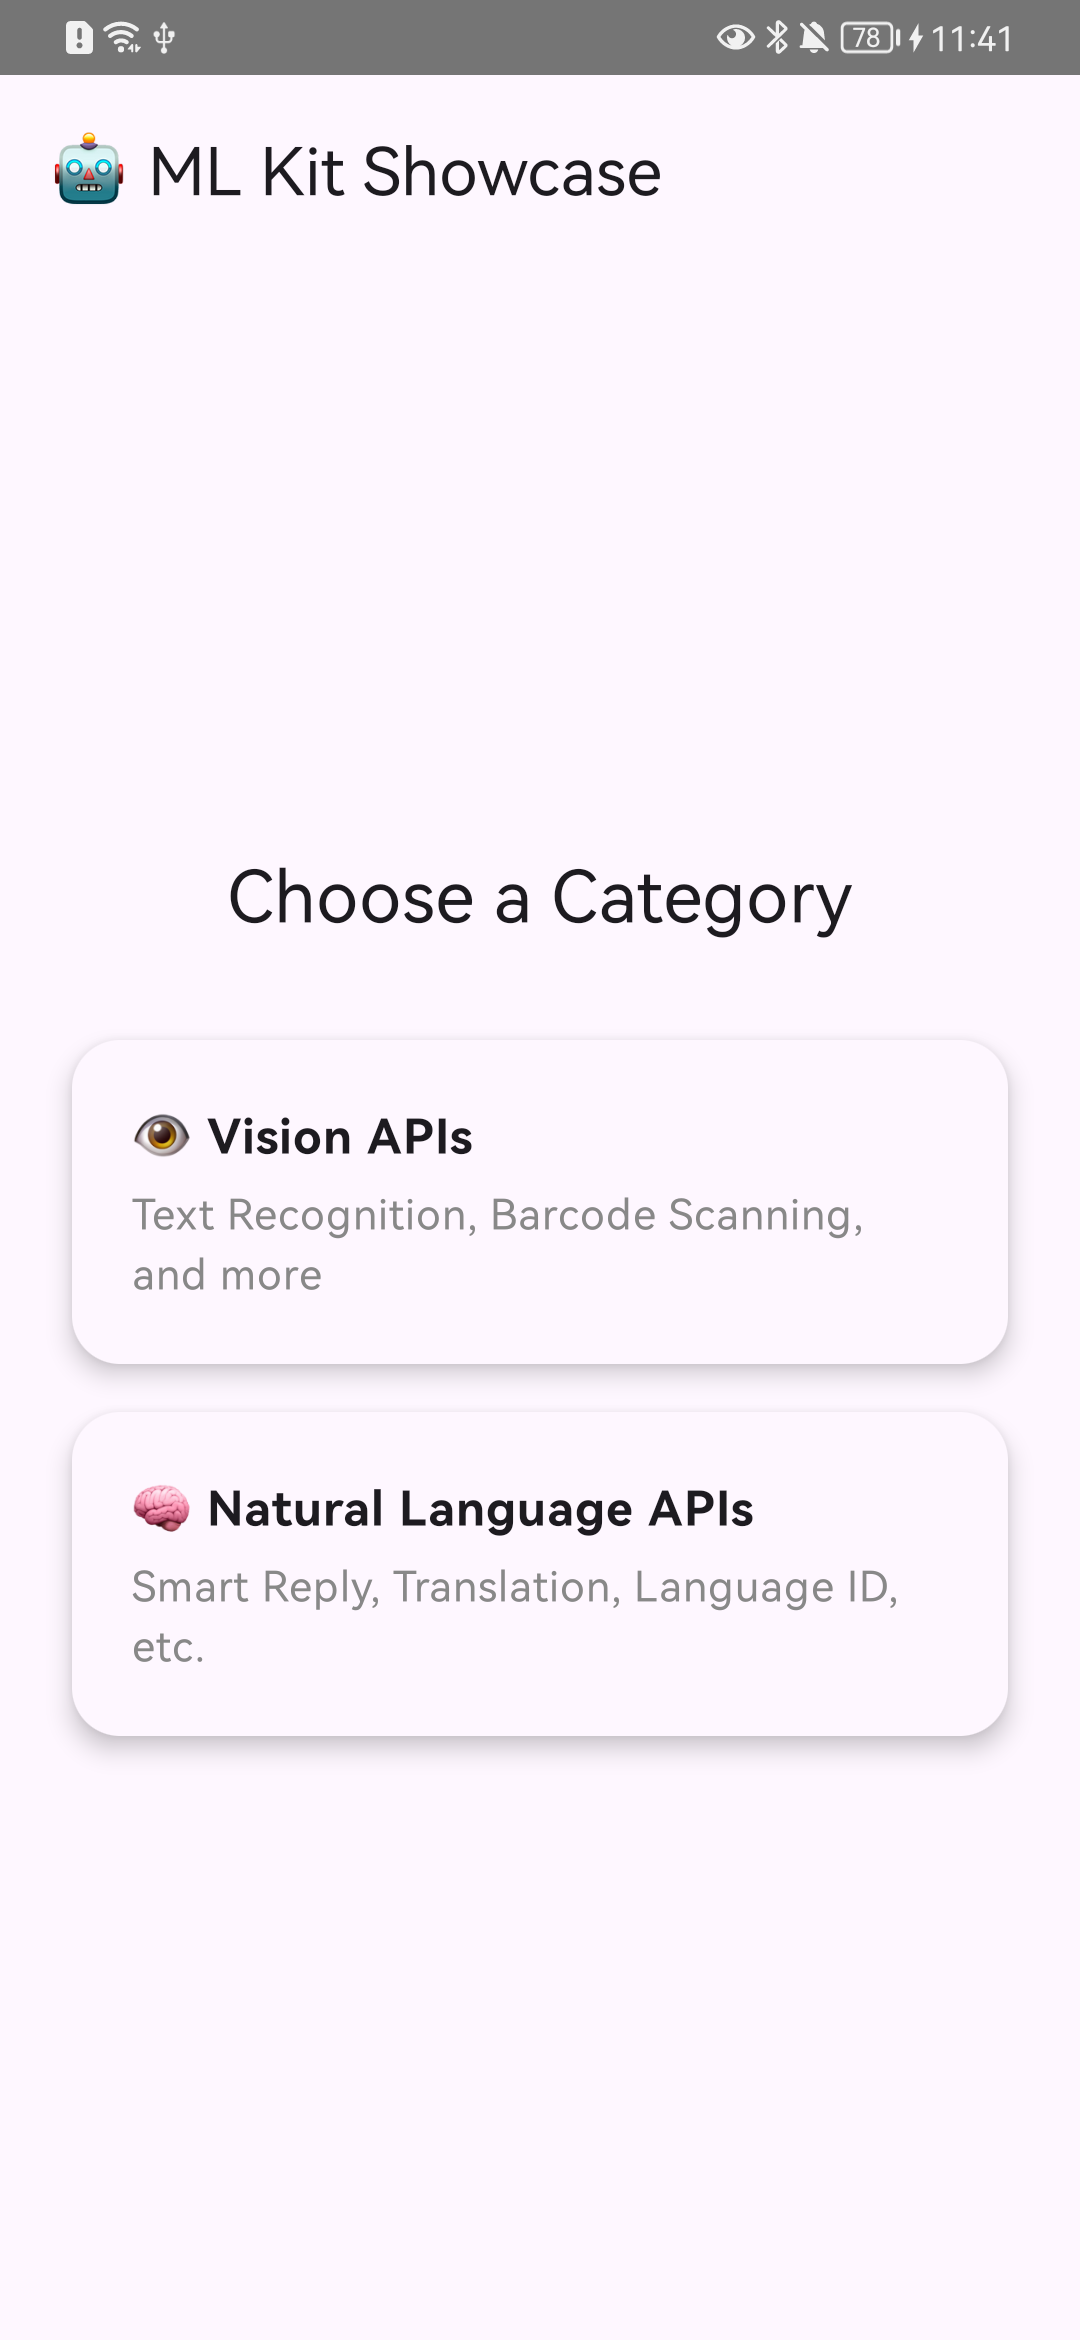 78 11:41
🤖 ML Kit Showcase
Choose a Category
👁️ Vision APIs
Text Recognition, Barcode Scanning,
and more
🧠 Natural Language APIs
Smart Reply, Translation, Language ID,
etc.